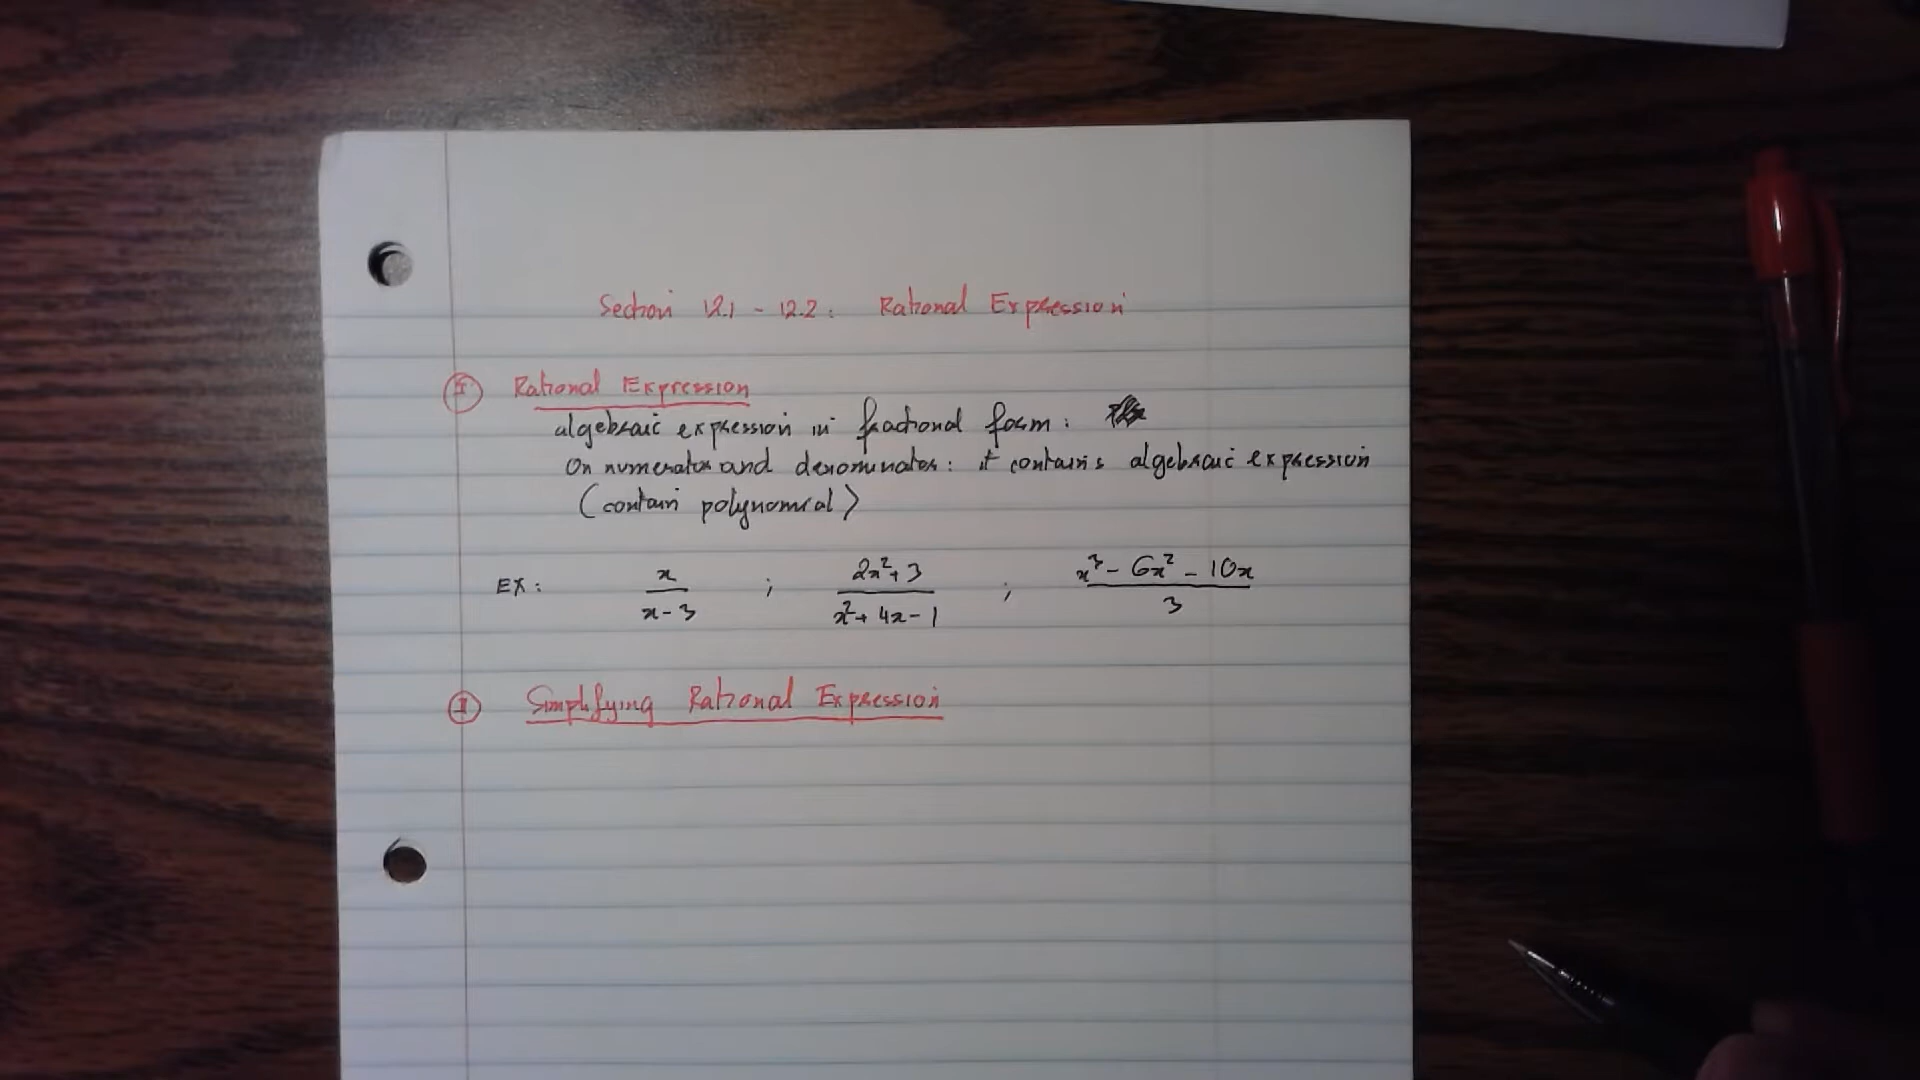 Section 12.1 - 12.2: Rational Expression
I Rational Expression
algebraic expression in fractional form:
On numerator and denominator: it contains algebraic expression
(contain polynomial)
EX: x/(x-3) ; (2x²+3)/(x²+4x-1) ; (x³-6x²-10x)/3
II Simplifying Rational Expression